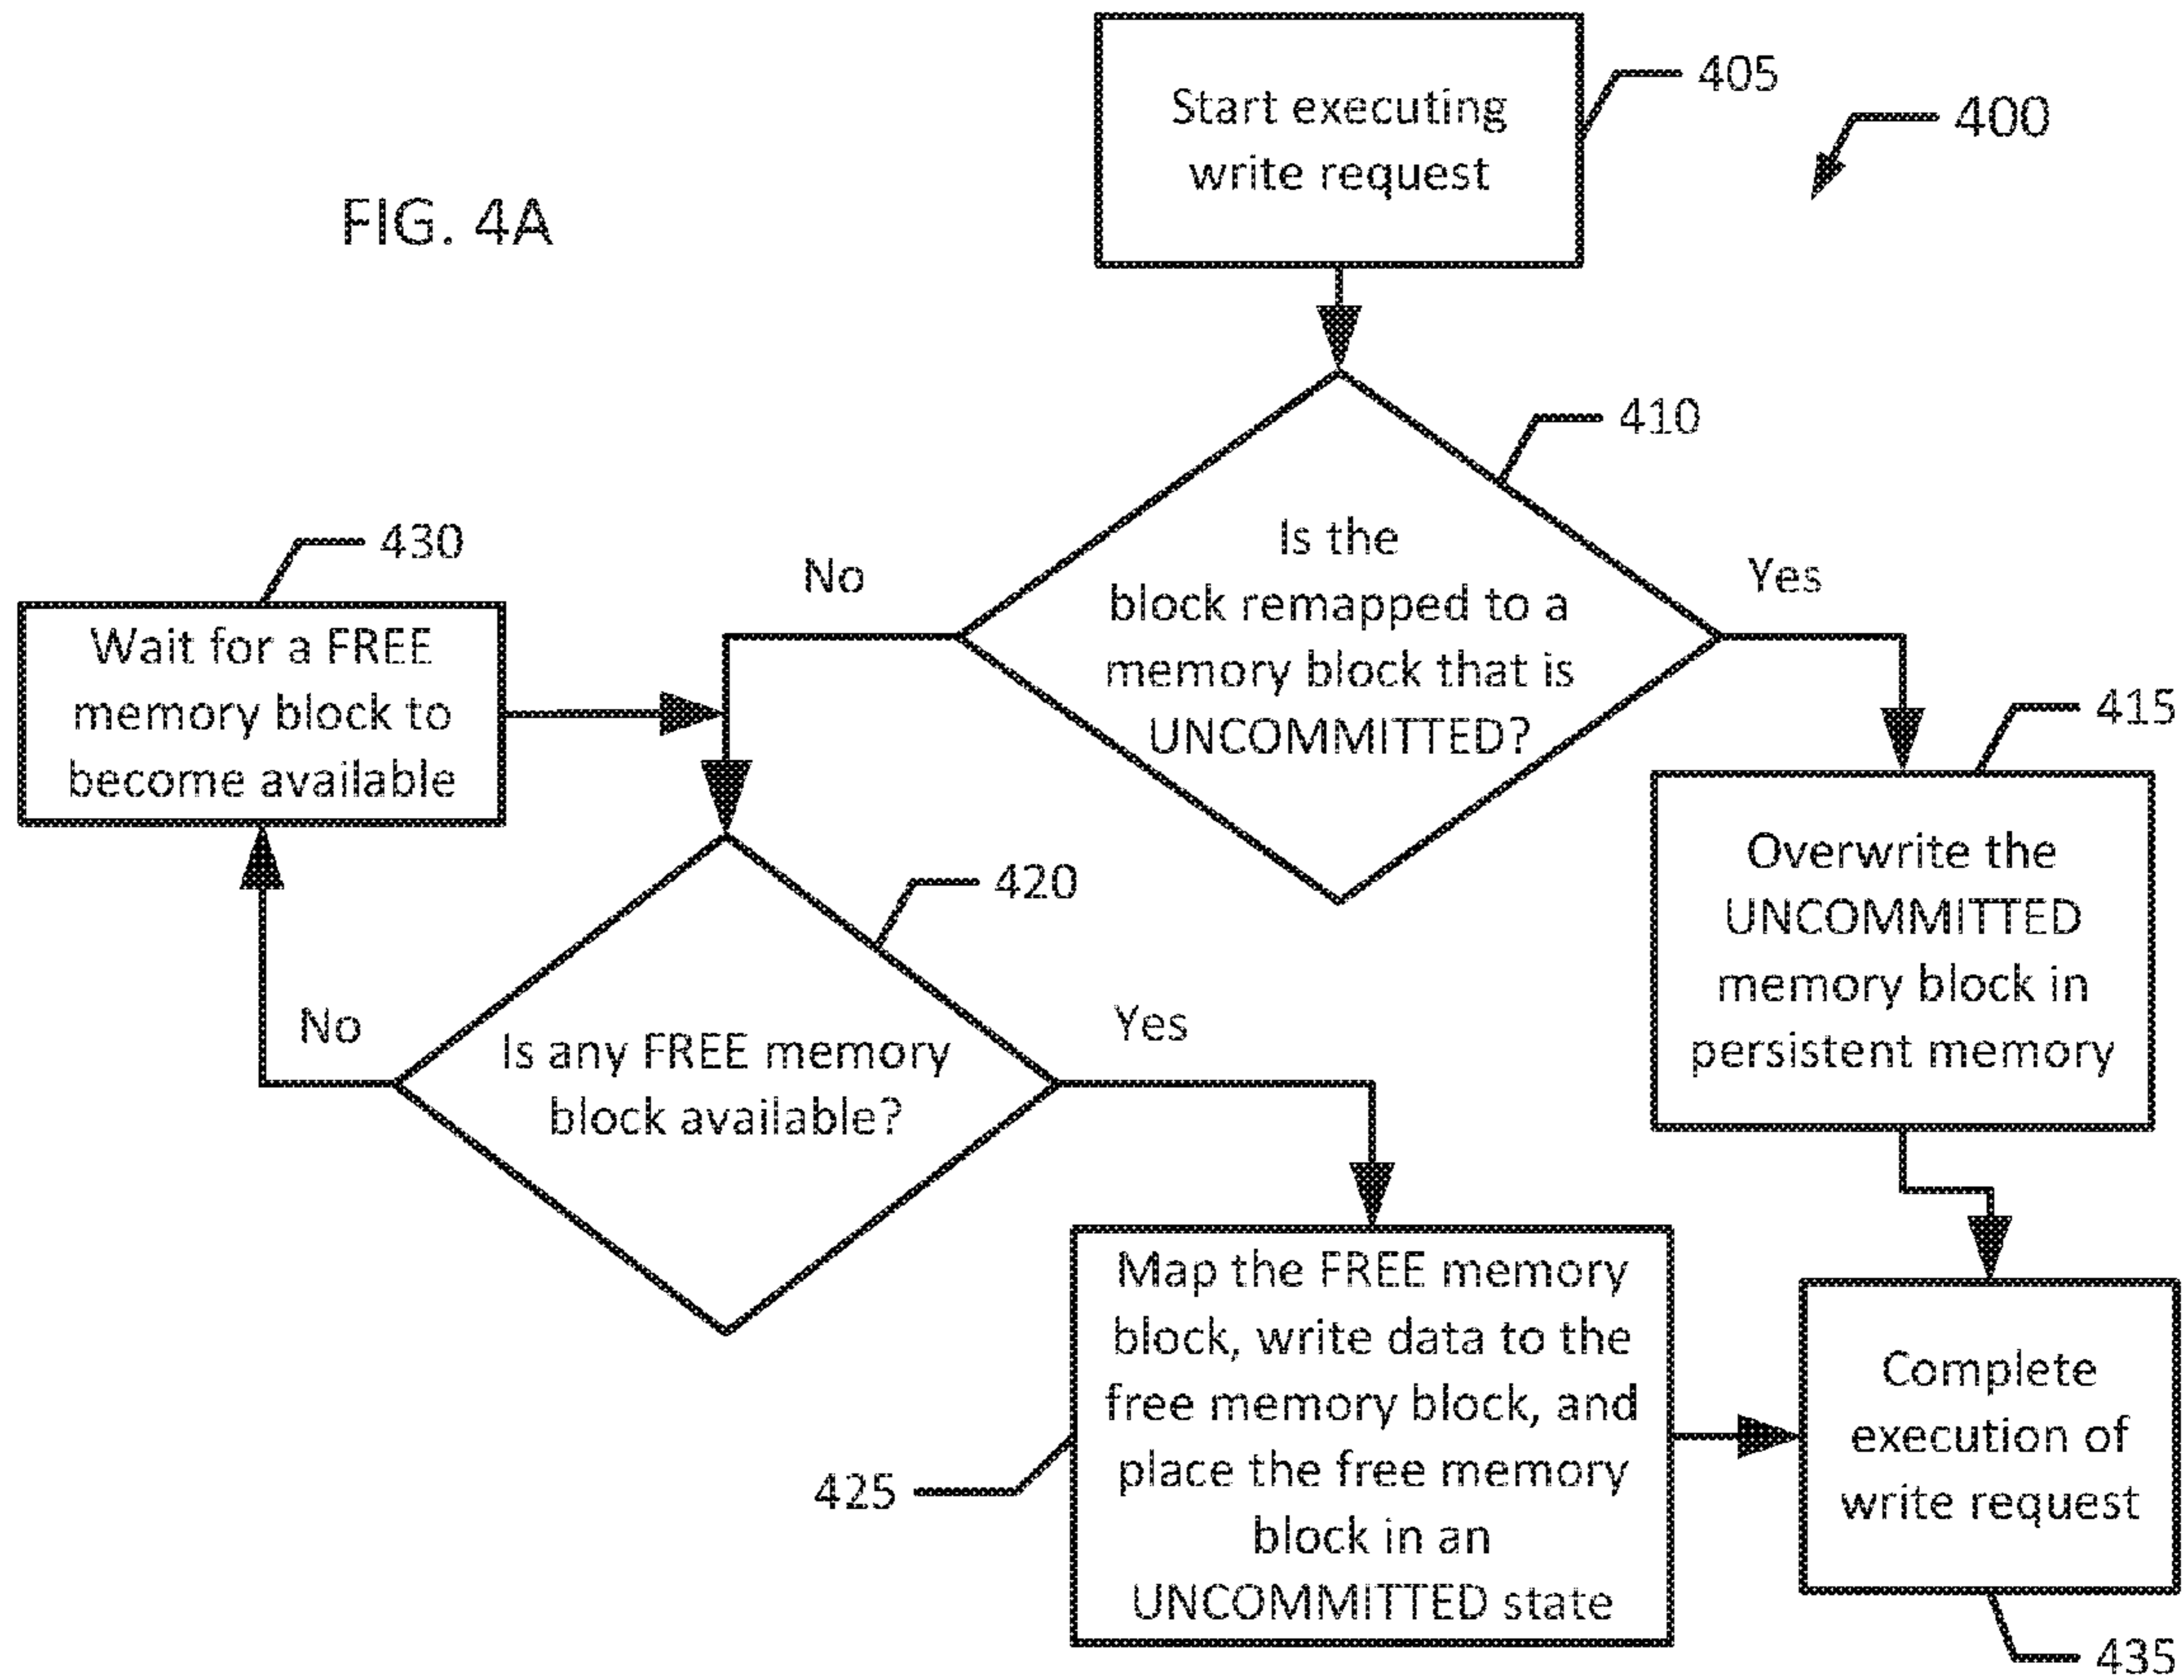 FIG. 4A
Start executing
write request
405
400
Is the
block remapped to a
memory block that is
UNCOMMITTED?
410
No
Yes
430
Wait for a FREE
memory block to
become available
415
Overwrite the
UNCOMMITTED
memory block in
persistent memory
420
Is any FREE memory
block available?
No
Yes
Map the FREE memory
block, write data to the
free memory block, and
place the free memory
block in an
UNCOMMITTED state
425
Complete
execution of
write request
435